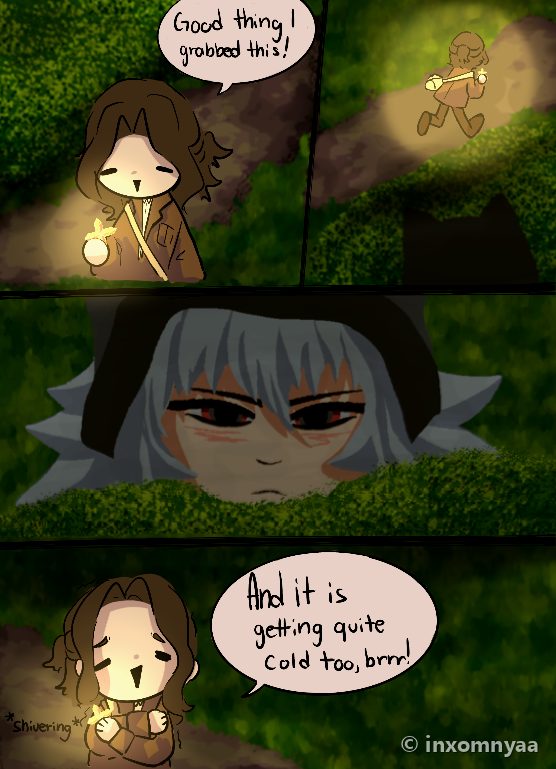 Good thing I
grabbed this!
And it is
getting quite
cold too, brrr!
*Shivering*
© inxomnyaa